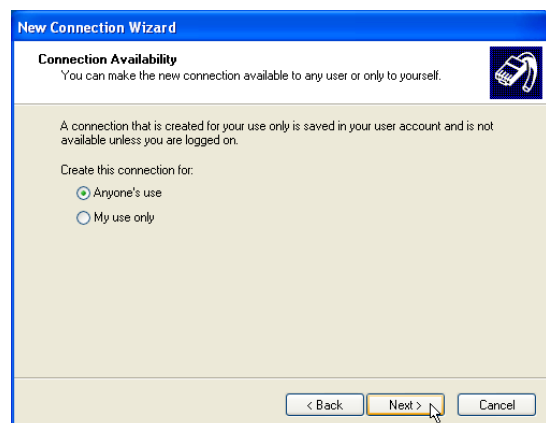 New Connection Wizard
Connection Availability
You can make the new connection available to any user or only to yourself.
A connection that is created for your use only is saved in your user account and is not
available unless you are logged on.
Create this connection for:
Anyone's use
My use only
< Back
Next >
Cancel